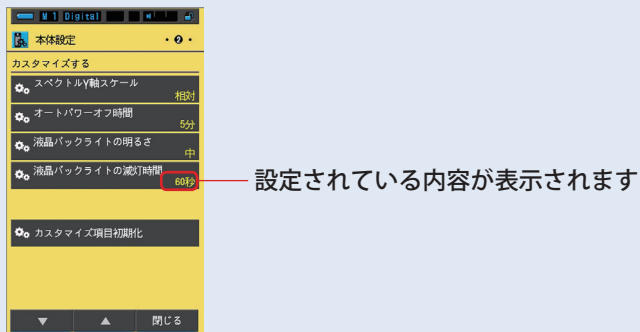 M 1 Digital
本体設定 ・❷・
カスタマイズする
スペクトルY軸スケール
相対
オートパワーオフ時間
5分
液晶バックライトの明るさ
中
液晶バックライトの減灯時間
60秒
設定されている内容が表示されます
カスタマイズ項目初期化
▼ ▲ 閉じる